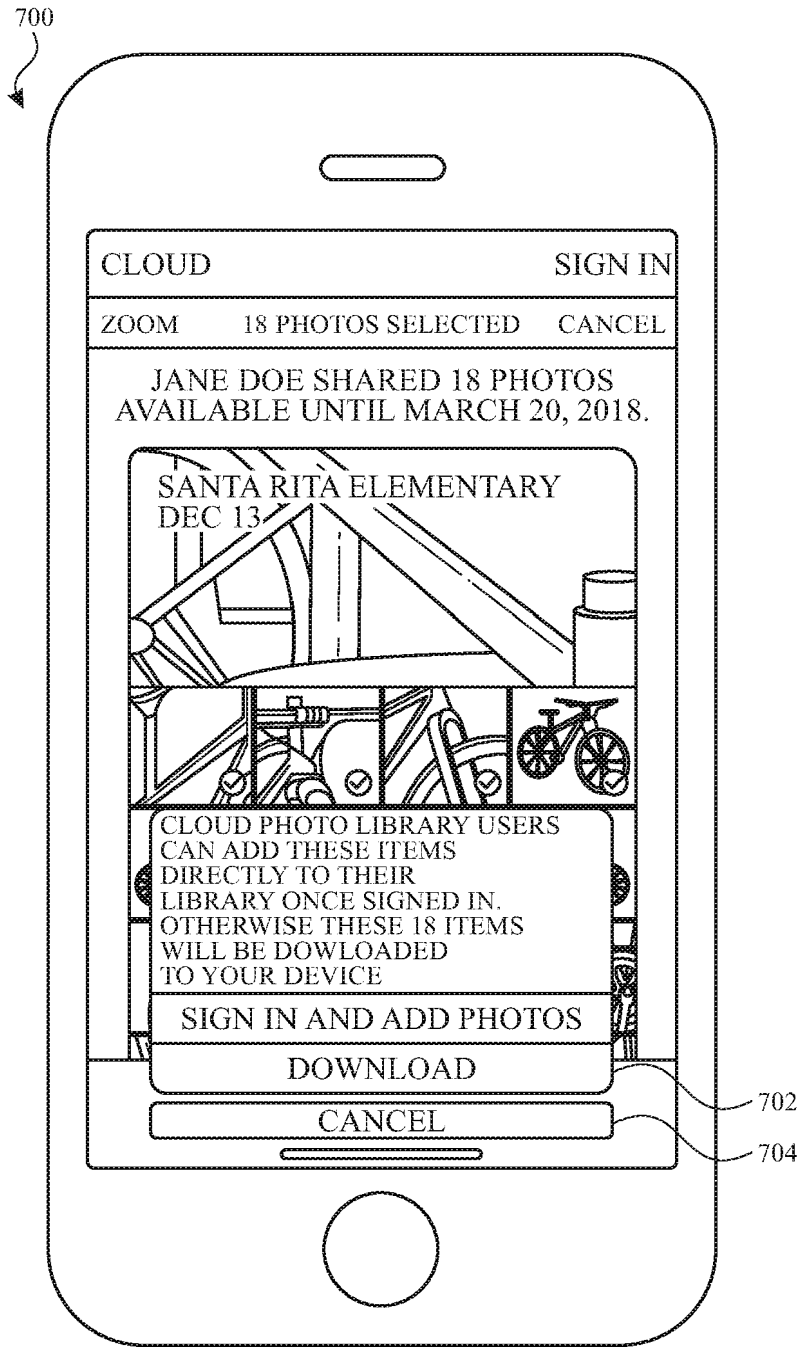 700
CLOUD SIGN IN
ZOOM 18 PHOTOS SELECTED CANCEL
JANE DOE SHARED 18 PHOTOS
AVAILABLE UNTIL MARCH 20, 2018.
SANTA RITA ELEMENTARY
DEC 13
CLOUD PHOTO LIBRARY USERS
CAN ADD THESE ITEMS
DIRECTLY TO THEIR
LIBRARY ONCE SIGNED IN.
OTHERWISE THESE 18 ITEMS
WILL BE DOWLOADED
TO YOUR DEVICE
SIGN IN AND ADD PHOTOS
DOWNLOAD
702
CANCEL
704